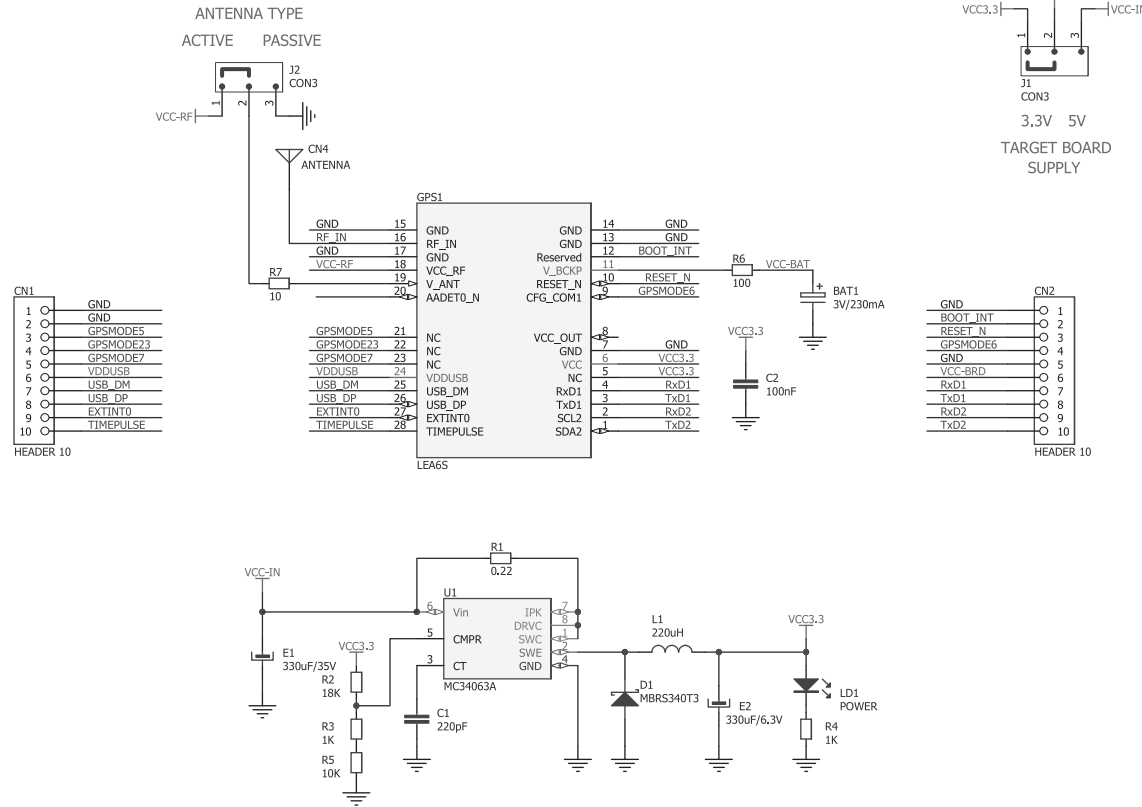 ANTENNA TYPE
ACTIVE PASSIVE
J2
CON3
1 2 3
VCC-RF
CN4
ANTENNA
VCC3.3
1 2 3
J1
CON3
3.3V 5V
TARGET BOARD
SUPPLY
GPS1
GND 15 GND GND 14 GND
RF_IN 16 RF_IN GND 13 GND
GND 17 GND Reserved 12 BOOT_INT
VCC-RF 18 VCC_RF V_BCKP 11
19 V_ANT RESET_N 10 RESET_N
20 AADET0_N CFG_COM1 9 GPSMODE6
R7
10
R6
100
VCC-BAT
+
BAT1
3V/230mA
GPSMODE5 21 NC VCC_OUT 8
GPSMODE23 22 NC GND 7 GND
GPSMODE7 23 NC VCC 6 VCC3.3
VDDUSB 24 VDDUSB NC 5 VCC3.3
USB_DM 25 USB_DM RxD1 4 RxD1
USB_DP 26 USB_DP TxD1 3 TxD1
EXTINT0 27 EXTINT0 SCL2 2 RxD2
TIMEPULSE 28 TIMEPULSE SDA2 1 TxD2
LEA6S
VCC3.3
C2
100nF
CN1
1 GND
2 GND
3 GPSMODE5
4 GPSMODE23
5 GPSMODE7
6 VDDUSB
7 USB_DM
8 USB_DP
9 EXTINT0
10 TIMEPULSE
HEADER 10
CN2
GND 1
BOOT_INT 2
RESET_N 3
GPSMODE6 4
GND 5
VCC-BRD 6
RxD1 7
TxD1 8
RxD2 9
TxD2 10
HEADER 10
R1
0.22
VCC-IN
U1
6 Vin IPK 7
DRVC 8
5 CMPR SWC 1
SWE 2
3 CT GND 4
MC34063A
E1
330uF/35V
VCC3.3
R2
18K
R3
1K
R5
10K
C1
220pF
L1
220uH
D1
MBRS340T3
E2
330uF/6.3V
VCC3.3
LD1
POWER
R4
1K